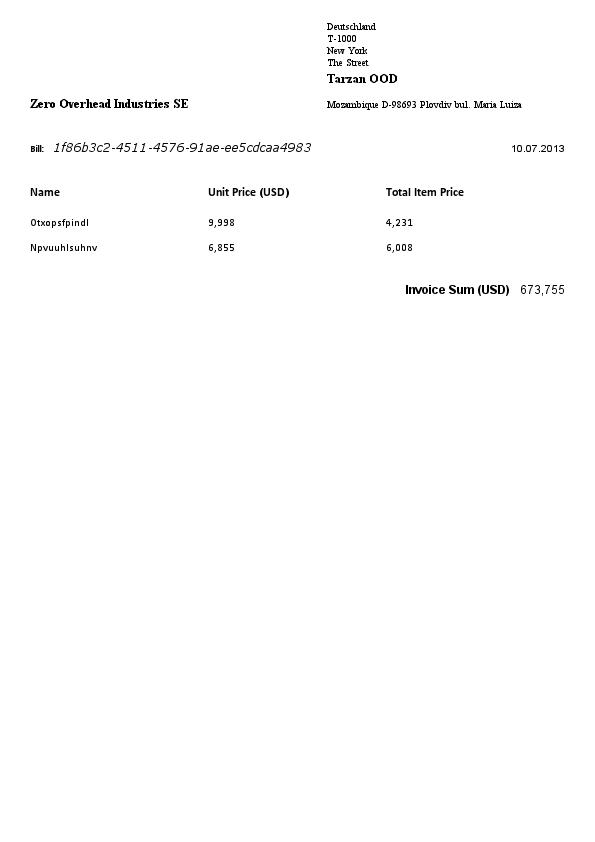 Deutschland
T-1000
New York
The Street
Tarzan OOD
Zero Overhead Industries SE
Mozambique D-98693 Plovdiv bul. Maria Luiza
Bill: 1f86b3c2-4511-4576-91ae-ee5cdcaa4983 10.07.2013
Name Unit Price (USD) Total Item Price
Otxopsfpindl 9,998 4,231
Npvuuhlsuhnv 6,855 6,008
Invoice Sum (USD) 673,755